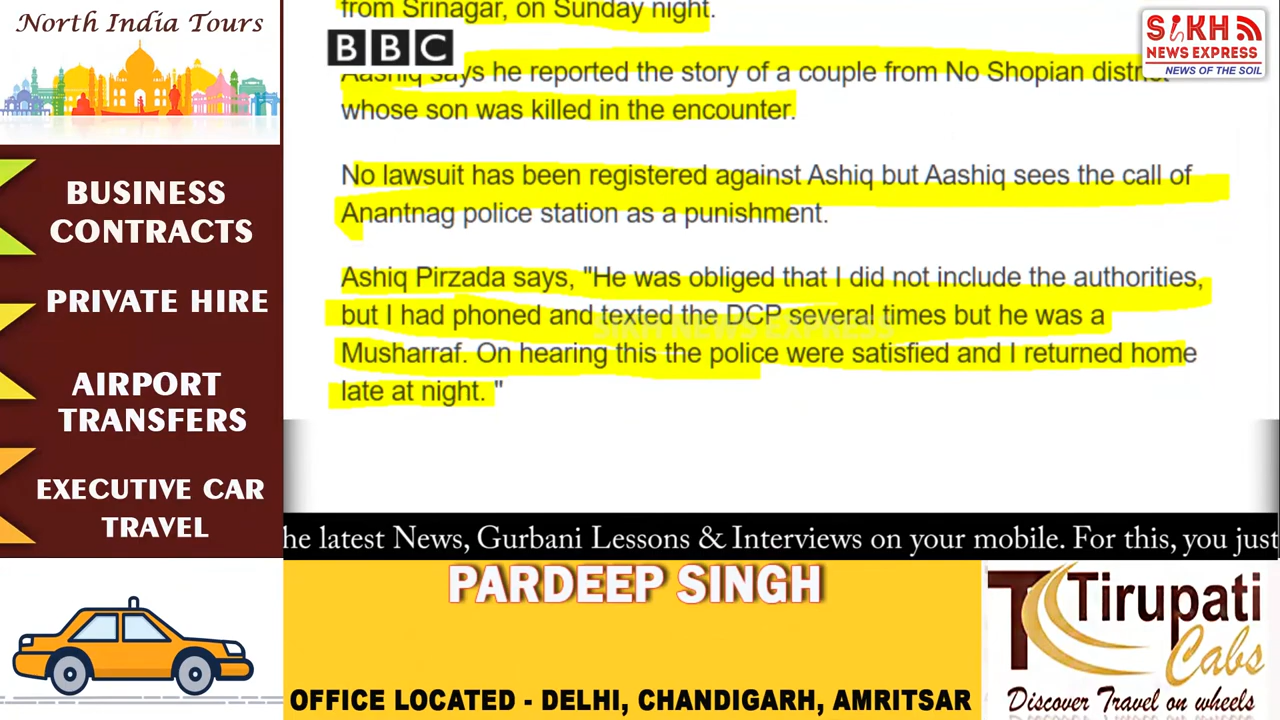 North India Tours
BUSINESS
CONTRACTS
PRIVATE HIRE
AIRPORT
TRANSFERS
EXECUTIVE CAR
TRAVEL
from Srinagar, on Sunday night.
BBC
Aashiq says he reported the story of a couple from No Shopian district
whose son was killed in the encounter.
No lawsuit has been registered against Ashiq but Aashiq sees the call of
Anantnag police station as a punishment.
Ashiq Pirzada says, "He was obliged that I did not include the authorities,
but I had phoned and texted the DCP several times but he was a
SIKH NEWS EXPRESS
Musharraf. On hearing this the police were satisfied and I returned home
late at night. "
SIKH
NEWS EXPRESS
NEWS OF THE SOIL
he latest News, Gurbani Lessons & Interviews on your mobile. For this, you just
PARDEEP SINGH
OFFICE LOCATED - DELHI, CHANDIGARH, AMRITSAR
Tirupati
Cabs
Discover Travel on wheels